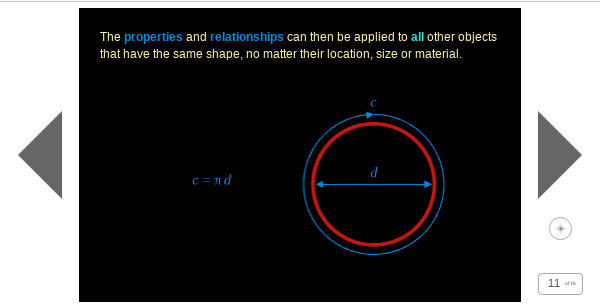 The properties and relationships can then be applied to all other objects
that have the same shape, no matter their location, size or material.
c
d
c = π d
11 of 16